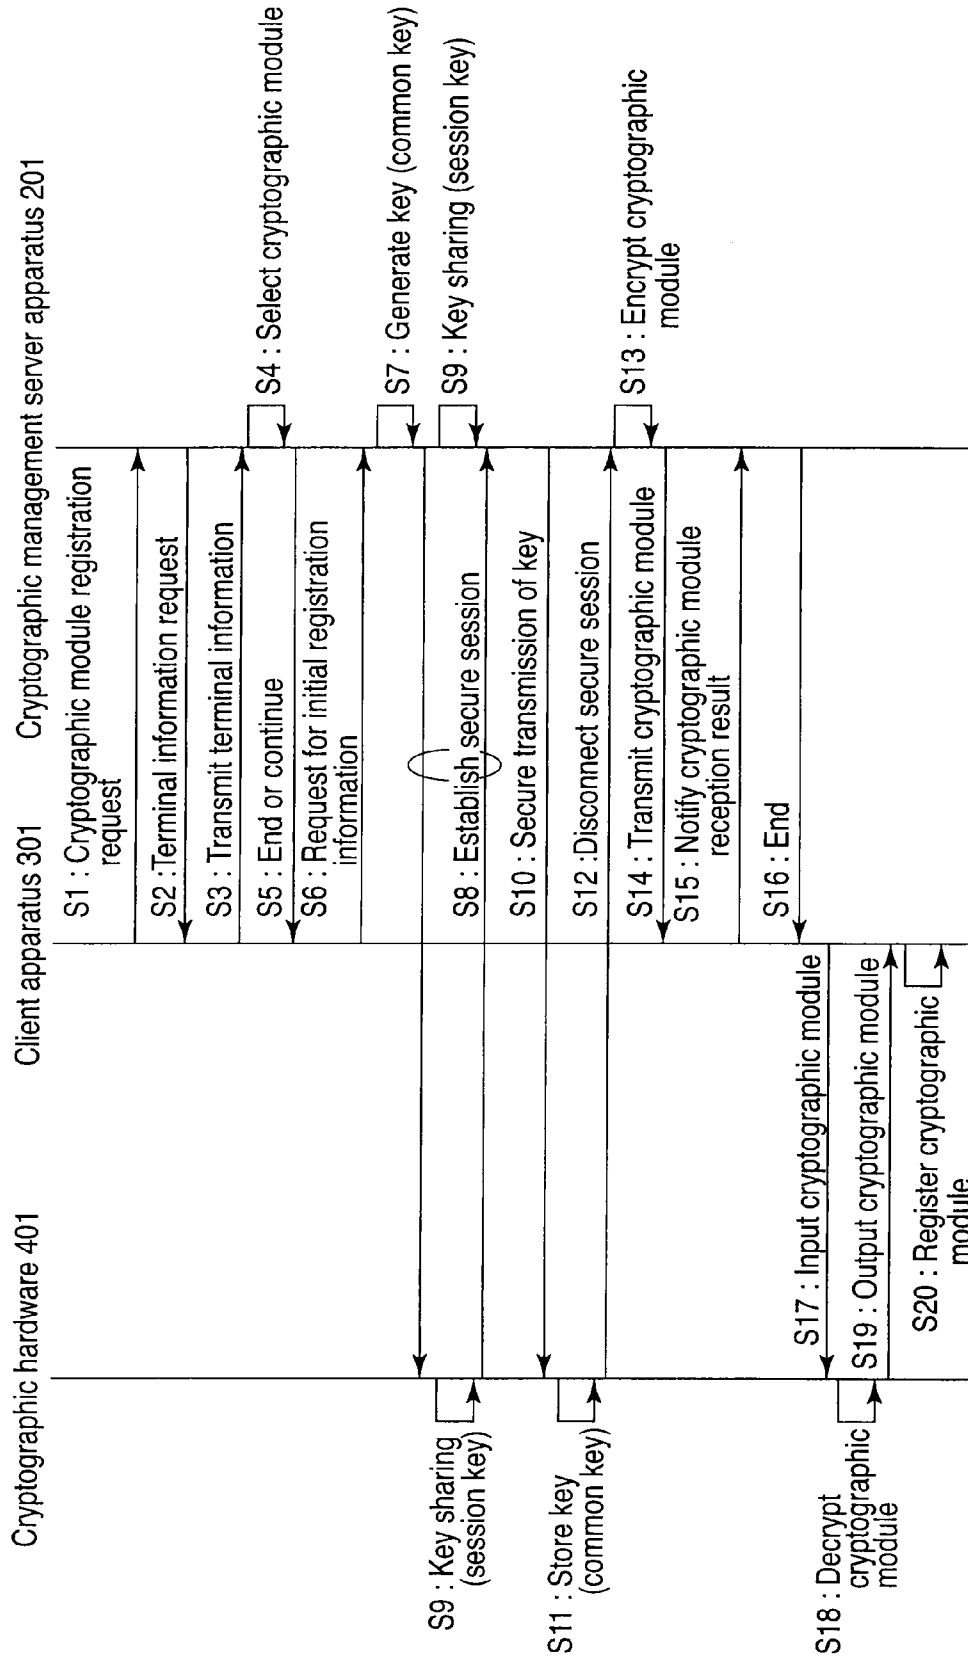 Cryptographic hardware 401
Client apparatus 301
Cryptographic management server apparatus 201
S1 : Cryptographic module registration
request
S2 :Terminal information request
S3 : Transmit terminal information
S4 : Select cryptographic module
S5 : End or continue
S6 : Request for initial registration
information
S7 : Generate key (common key)
S8 : Establish secure session
S9 : Key sharing
(session key)
S9 : Key sharing (session key)
S10 : Secure transmission of key
S11 : Store key
(common key)
S12 :Disconnect secure session
S13 : Encrypt cryptographic
module
S14 : Transmit cryptographic module
S15 : Notify cryptographic module
reception result
S16 : End
S17 : Input cryptographic module
S18 : Decrypt
cryptographic
module
S19 : Output cryptographic module
S20 : Register cryptographic
module